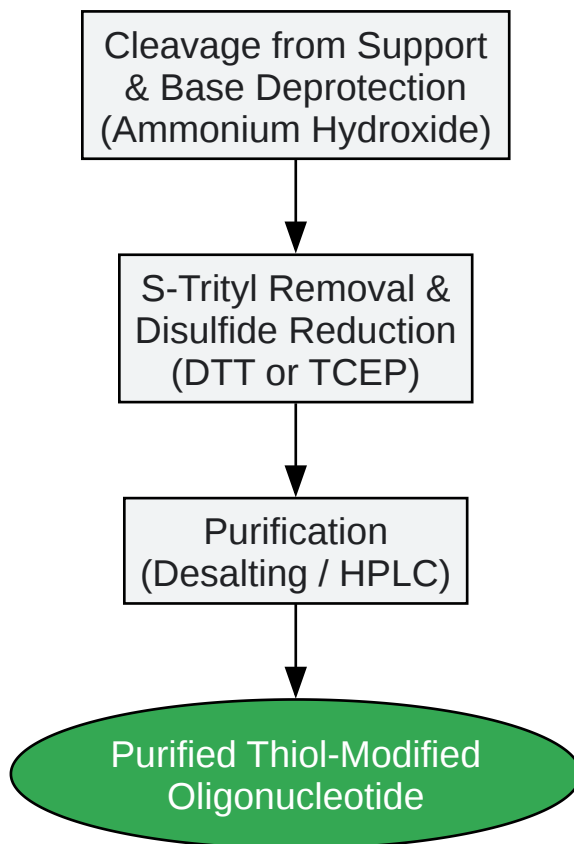 Cleavage from Support
& Base Deprotection
(Ammonium Hydroxide)
S-Trityl Removal &
Disulfide Reduction
(DTT or TCEP)
Purification
(Desalting / HPLC)
Purified Thiol-Modified
Oligonucleotide